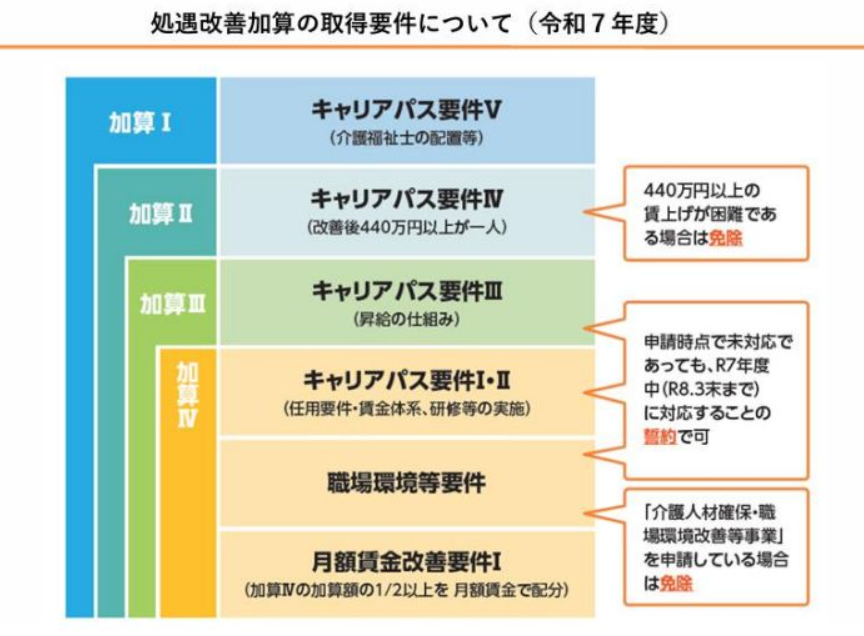 処遇改善加算の取得要件について（令和７年度）
加算Ⅰ
キャリアパス要件Ⅴ
（介護福祉士の配置等）
加算Ⅱ
キャリアパス要件Ⅳ
（改善後440万円以上が一人）
440万円以上の
賃上げが困難であ
る場合は免除
加算Ⅲ
キャリアパス要件Ⅲ
（昇給の仕組み）
加算Ⅳ
キャリアパス要件Ⅰ・Ⅱ
（任用要件・賃金体系、研修等の実施）
申請時点で未対応で
あっても、R7年度
中（R8.3末まで）
に対応することの
誓約で可
職場環境等要件
「介護人材確保・職
場環境改善等事業」
を申請している場合
は免除
月額賃金改善要件Ⅰ
（加算Ⅳの加算額の1/2以上を 月額賃金で配分）